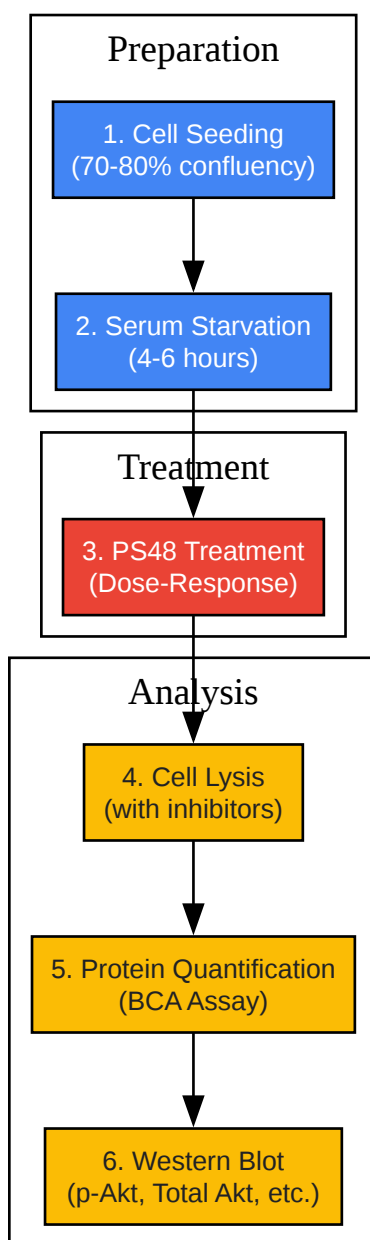 Preparation
1. Cell Seeding
(70-80% confluency)
2. Serum Starvation
(4-6 hours)
Treatment
3. PS48 Treatment
(Dose-Response)
Analysis
4. Cell Lysis
(with inhibitors)
5. Protein Quantification
(BCA Assay)
6. Western Blot
(p-Akt, Total Akt, etc.)